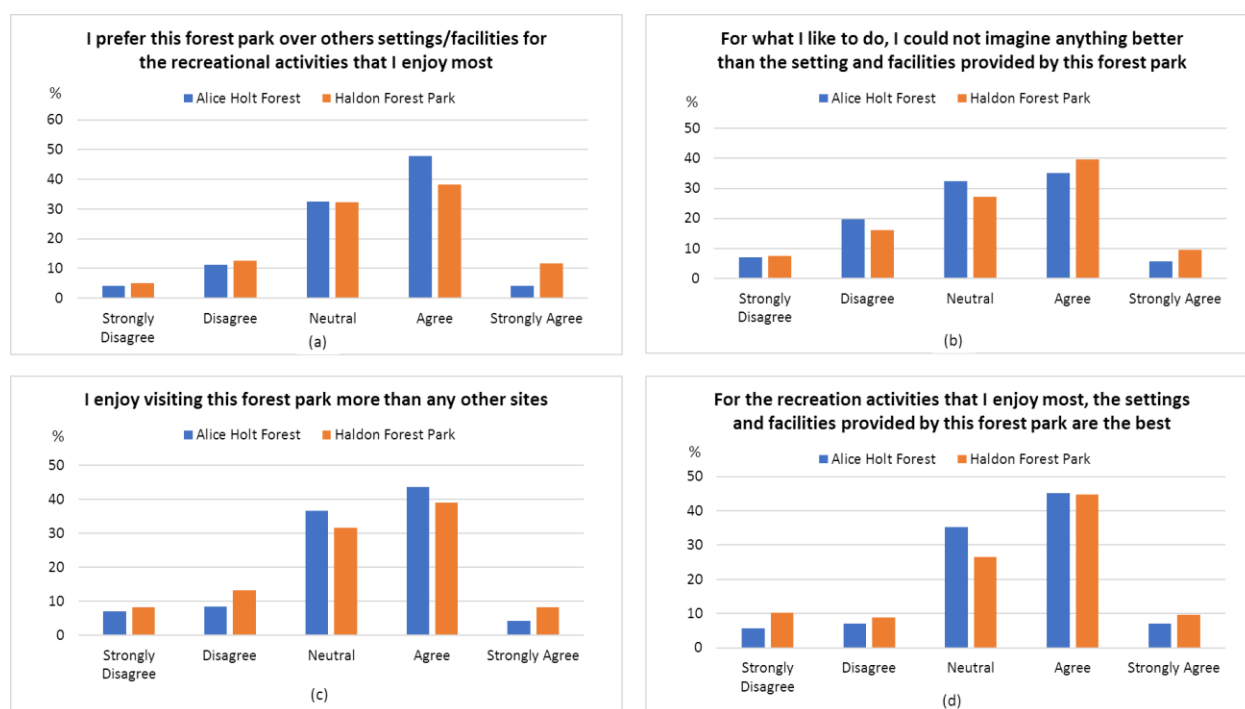 I prefer this forest park over others settings/facilities for
the recreational activities that I enjoy most
%
Alice Holt Forest Haldon Forest Park
60
50
40
30
20
10
0
Strongly Disagree Neutral Agree Strongly Agree
Disagree
(a)
For what I like to do, I could not imagine anything better
than the setting and facilities provided by this forest park
%
Alice Holt Forest Haldon Forest Park
50
40
30
20
10
0
Strongly Disagree Neutral Agree Strongly Agree
Disagree
(b)
I enjoy visiting this forest park more than any other sites
%
Alice Holt Forest Haldon Forest Park
50
40
30
20
10
0
Strongly Disagree Neutral Agree Strongly Agree
Disagree
(c)
For the recreation activities that I enjoy most, the settings
and facilities provided by this forest park are the best
%
Alice Holt Forest Haldon Forest Park
50
40
30
20
10
0
Strongly Disagree Neutral Agree Strongly Agree
Disagree
(d)